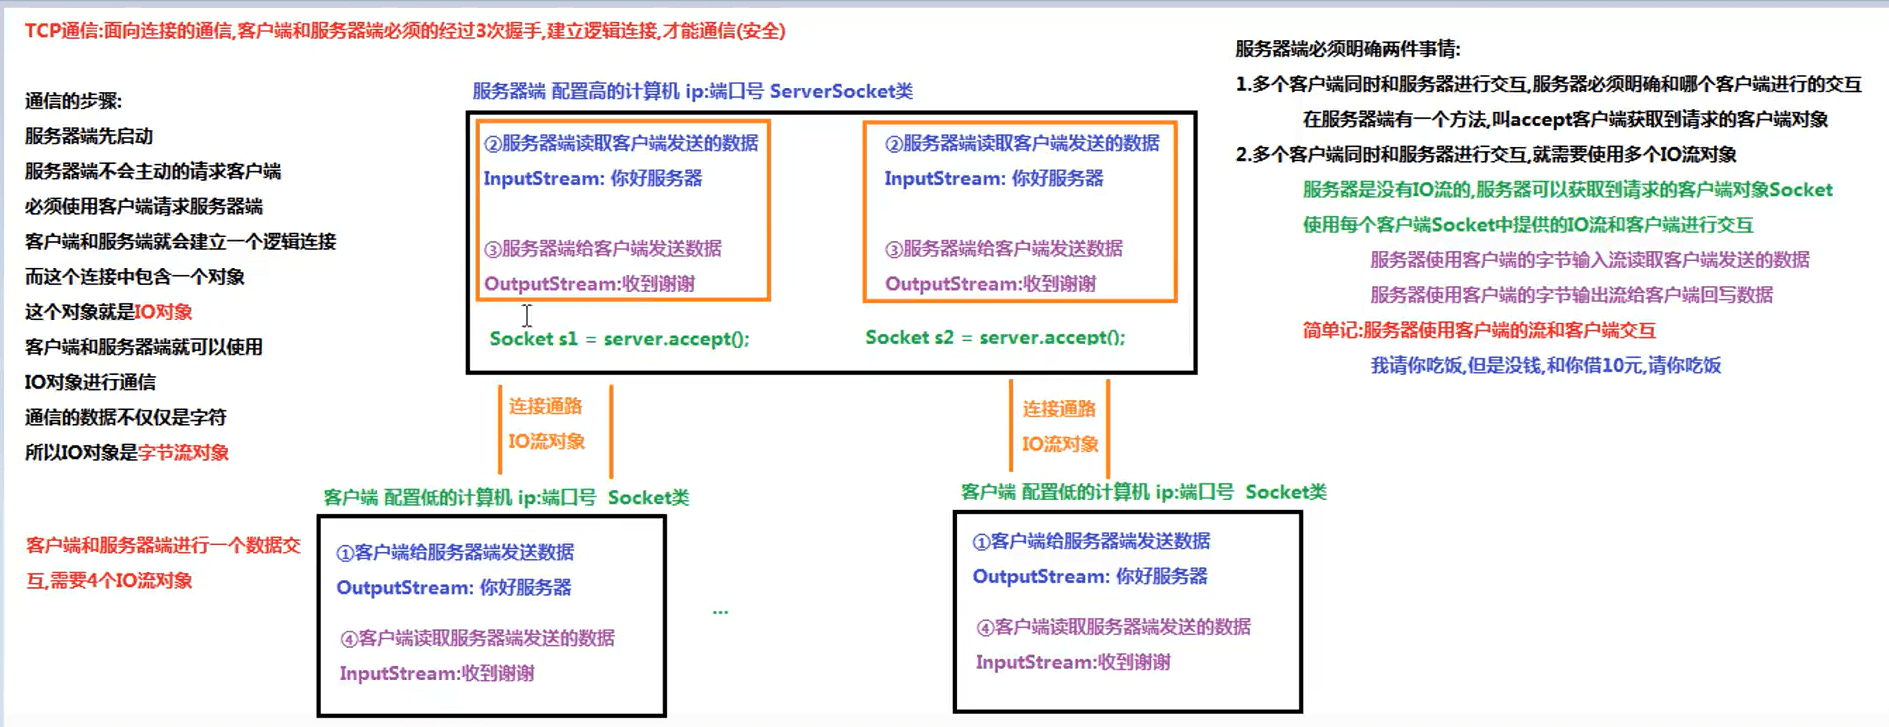 TCP通信:面向连接的通信,客户端和服务器端必须的经过3次握手,建立逻辑连接,才能通信(安全)
通信的步骤:
服务器端先启动
服务器端不会主动的请求客户端
必须使用客户端请求服务器端
客户端和服务端就会建立一个逻辑连接
而这个连接中包含一个对象
这个对象就是IO对象
客户端和服务器端就可以使用
IO对象进行通信
通信的数据不仅仅是字符
所以IO对象是字节流对象
客户端和服务器端进行一个数据交
互,需要4个IO流对象
服务器端 配置高的计算机 ip:端口号 ServerSocket类
②服务器端读取客户端发送的数据
InputStream: 你好服务器
③服务器端给客户端发送数据
OutputStream:收到谢谢
Socket s1 = server.accept();
②服务器端读取客户端发送的数据
InputStream: 你好服务器
③服务器端给客户端发送数据
OutputStream:收到谢谢
Socket s2 = server.accept();
连接通路
IO流对象
连接通路
IO流对象
客户端 配置低的计算机 ip:端口号 Socket类
①客户端给服务器端发送数据
OutputStream: 你好服务器
④客户端读取服务器端发送的数据
InputStream:收到谢谢
...
客户端 配置低的计算机 ip:端口号 Socket类
①客户端给服务器端发送数据
OutputStream: 你好服务器
④客户端读取服务器端发送的数据
InputStream:收到谢谢
服务器端必须明确两件事情:
1.多个客户端同时和服务器进行交互,服务器必须明确和哪个客户端进行的交互
在服务器端有一个方法,叫accept客户端获取到请求的客户端对象
2.多个客户端同时和服务器进行交互,就需要使用多个IO流对象
服务器是没有IO流的,服务器可以获取到请求的客户端对象Socket
使用每个客户端Socket中提供的IO流和客户端进行交互
服务器使用客户端的字节输入流读取客户端发送的数据
服务器使用客户端的字节输出流给客户端回写数据
简单记:服务器使用客户端的流和客户端交互
我请你吃饭,但是没钱,和你借10元,请你吃饭